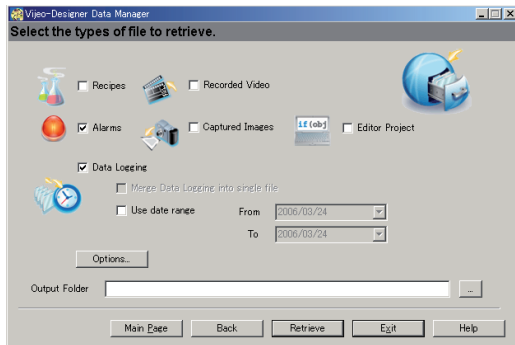 Vijeo-Designer Data Manager
Select the types of file to retrieve.
Recipes
Recorded Video
Alarms
Captured Images
if(obj
Editor Project
Data Logging
Merge Data Logging into single file
Use date range
From
2006/03/24
To
2006/03/24
Options...
Output Folder
...
Main Page
Back
Retrieve
Exit
Help